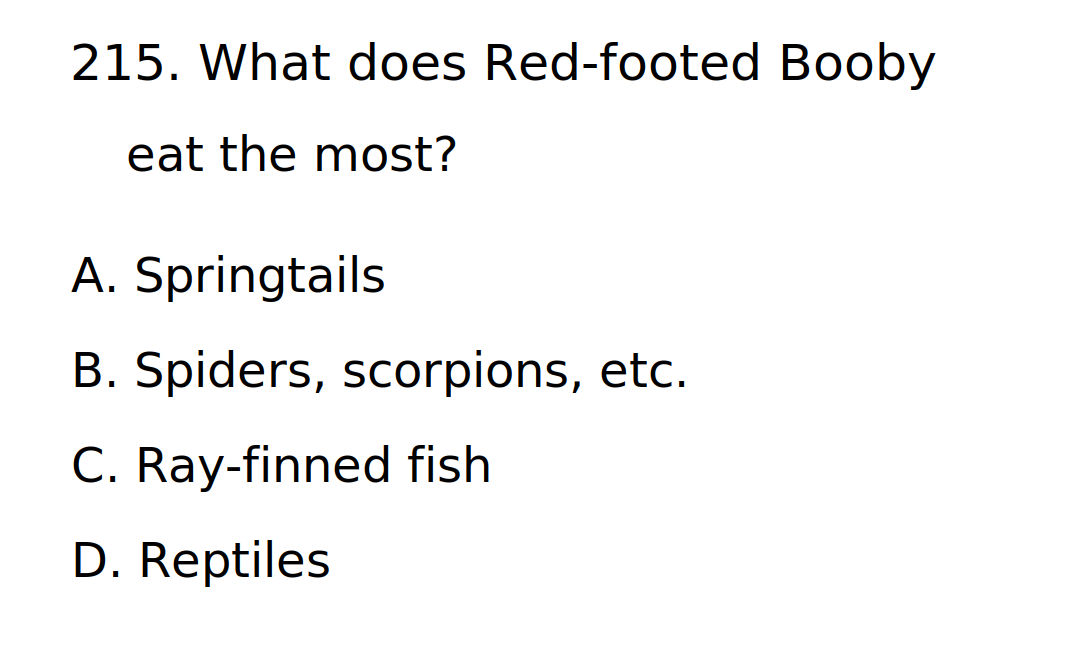 215. What does Red-footed Booby
eat the most?
A. Springtails
B. Spiders, scorpions, etc.
C. Ray-finned fish
D. Reptiles